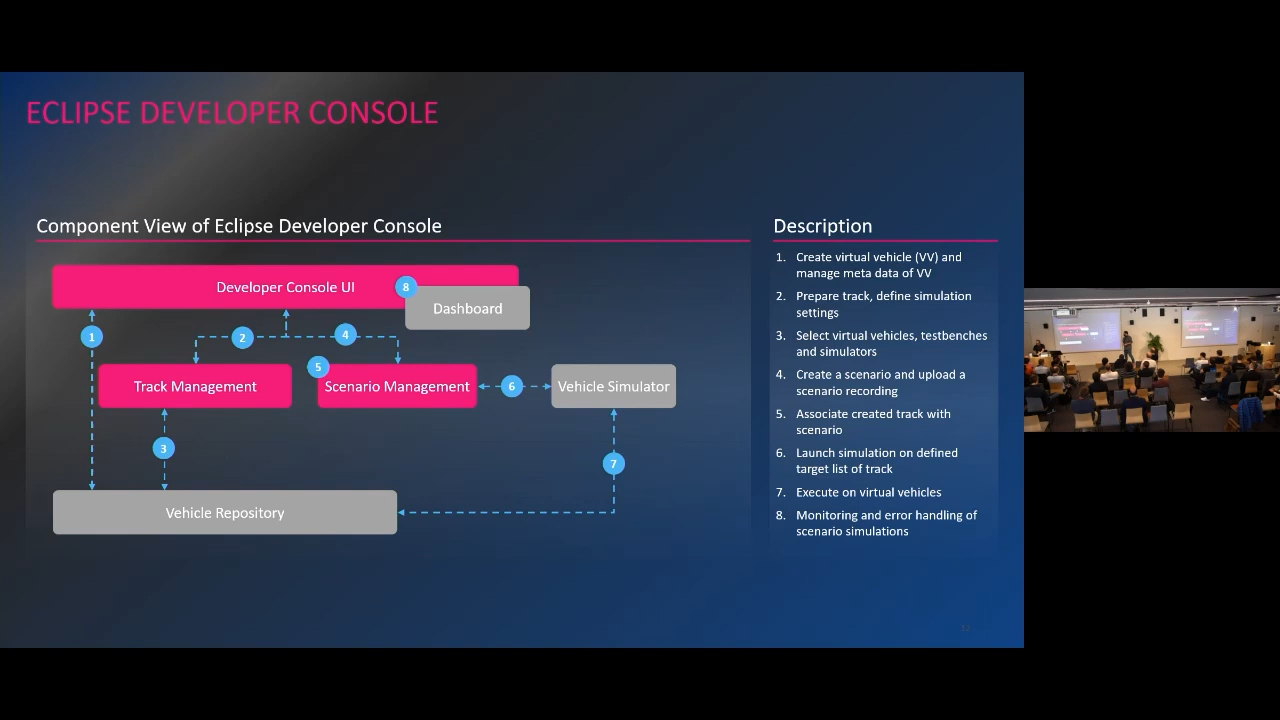 ECLIPSE DEVELOPER CONSOLE
Component View of Eclipse Developer Console
Developer Console UI
8
Dashboard
1
2
4
5
Track Management
Scenario Management
6
Vehicle Simulator
3
7
Vehicle Repository
Description
1. Create virtual vehicle (VV) and
manage meta data of VV
2. Prepare track, define simulation
settings
3. Select virtual vehicles, testbenches
and simulators
4. Create a scenario and upload a
scenario recording
5. Associate created track with
scenario
6. Launch simulation on defined
target list of track
7. Execute on virtual vehicles
8. Monitoring and error handling of
scenario simulations